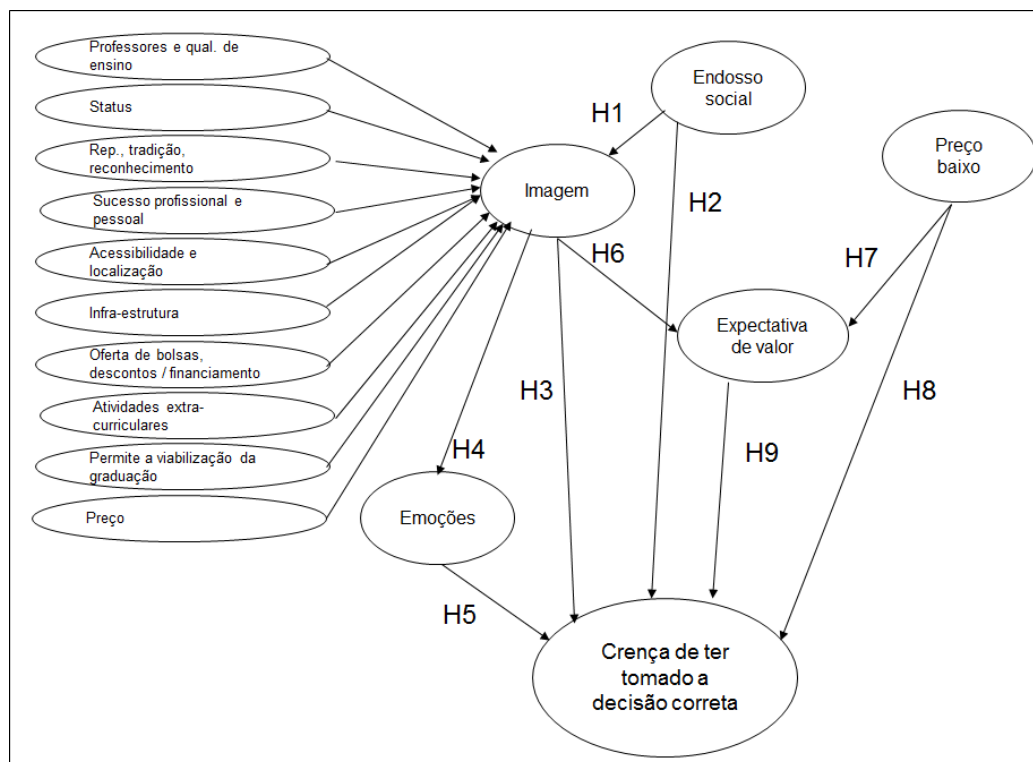 Professores e qual. de
ensino
Status
Rep., tradição,
reconhecimento
Sucesso profissional e
pessoal
Acessibilidade e
localização
Infra-estrutura
Oferta de bolsas,
descontos / financiamento
Atividades extra-
curriculares
Permite a viabilização da
graduação
Preço
Endosso
social
H1
Preço
baixo
Imagem
H2
H6
H7
Expectativa
de valor
H3
H8
H4
H9
Emoções
H5
Crença de ter
tomado a
decisão correta